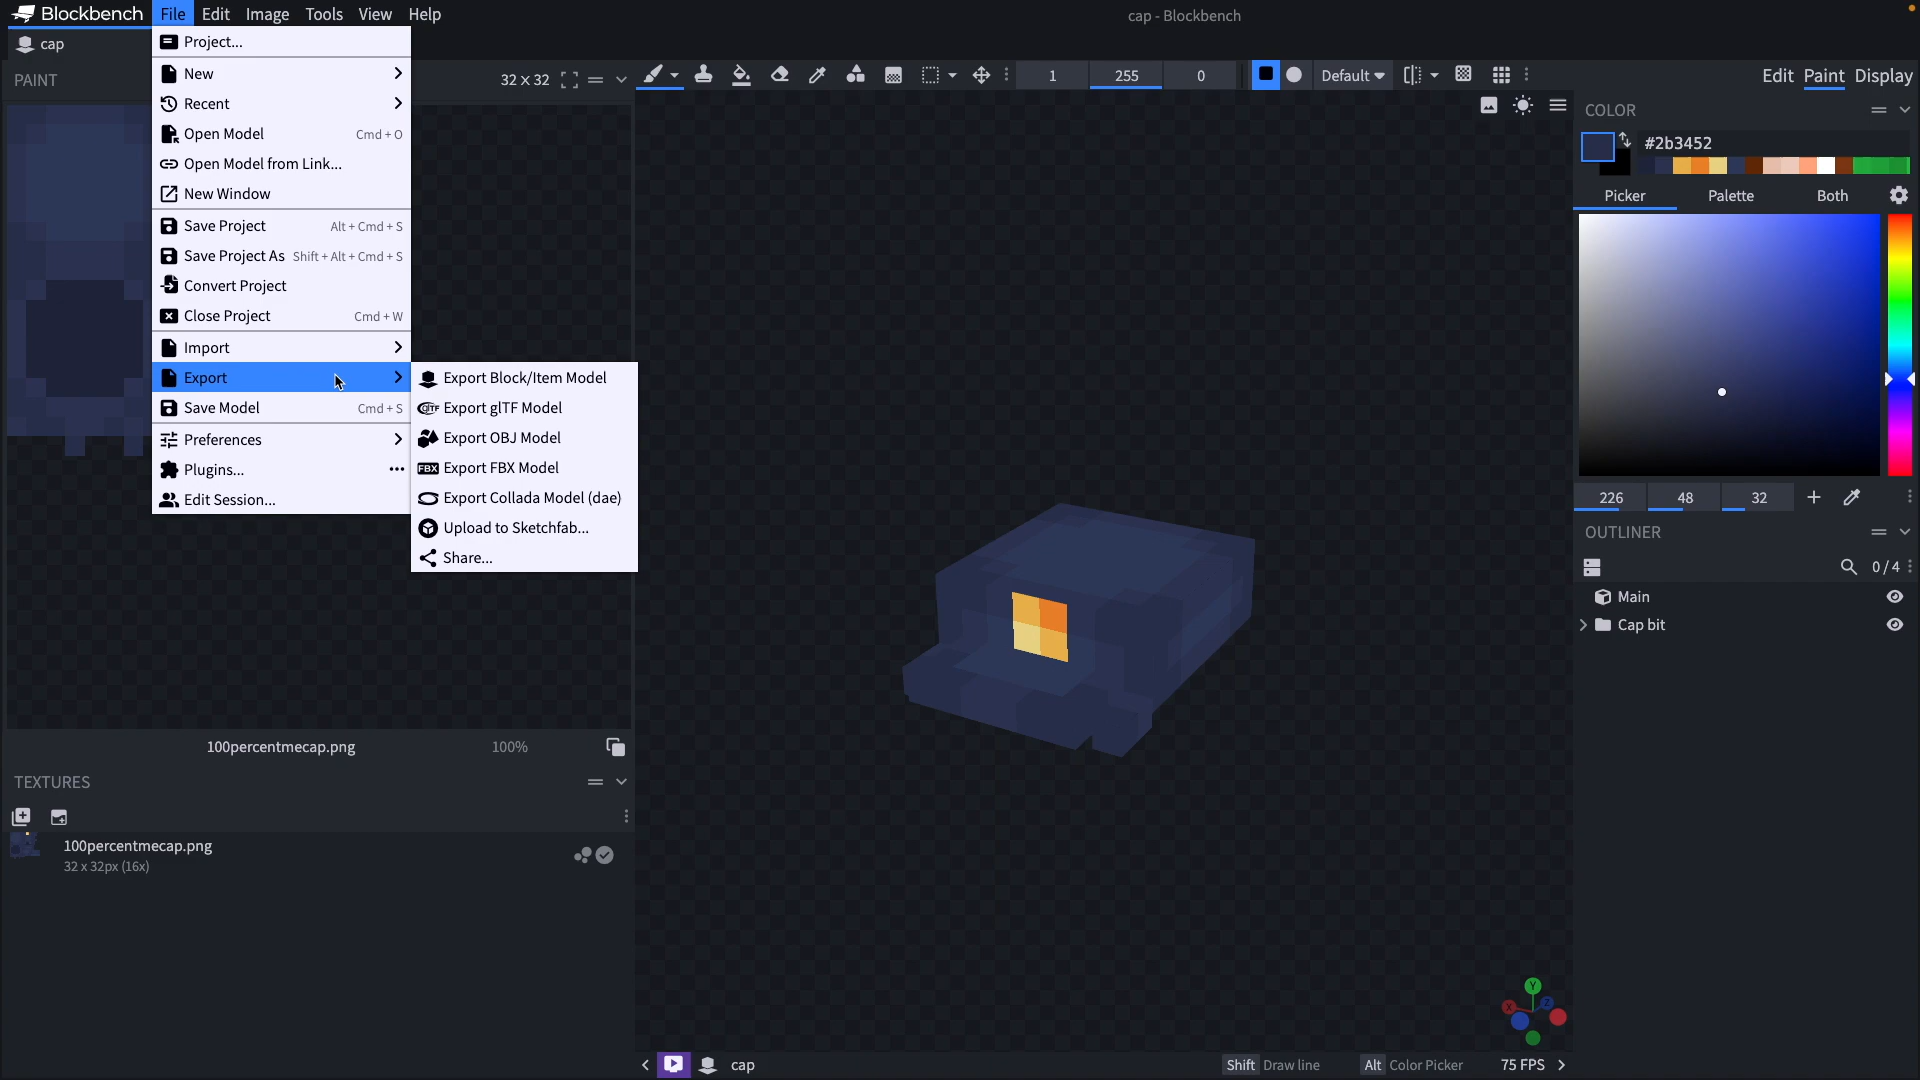 Blockbench
File
Edit
Image
Tools
View
Help
cap - Blockbench
cap
PAINT
32 x 32
1
255
0
Default
Edit
Paint
Display
Project...
New
Recent
Open Model Cmd + O
Open Model from Link...
New Window
Save Project Alt + Cmd + S
Save Project As Shift + Alt + Cmd + S
Convert Project
Close Project Cmd + W
Import
Export
Save Model Cmd + S
Preferences
Plugins...
Edit Session...
Export Block/Item Model
glTF Export glTF Model
Export OBJ Model
FBX Export FBX Model
Export Collada Model (dae)
Upload to Sketchfab...
Share...
COLOR
#2b3452
Picker
Palette
Both
226
48
32
OUTLINER
0 / 4
Main
Cap bit
100percentmecap.png
100%
TEXTURES
100percentmecap.png
32 x 32px (16x)
Y
X
Z
cap
Shift Draw line
Alt Color Picker
75 FPS